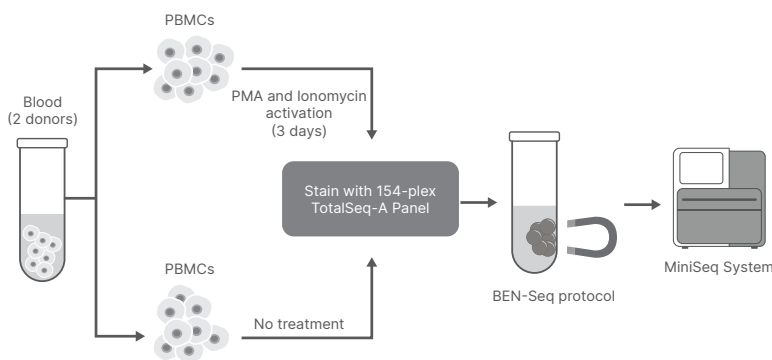 PBMCs
Blood
(2 donors)
PMA and Ionomycin
activation
(3 days)
Stain with 154-plex
TotalSeq-A Panel
PBMCs
No treatment
BEN-Seq protocol
MiniSeq System